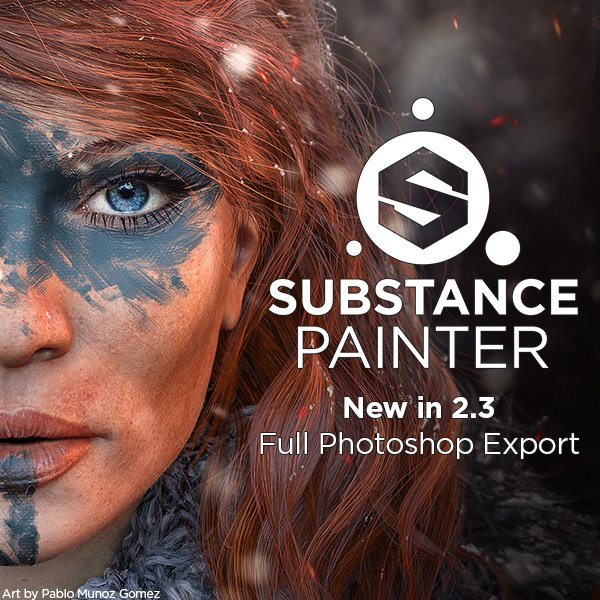 SUBSTANCE
PAINTER
New in 2.3
Full Photoshop Export
Art by Pablo Munoz Gomez